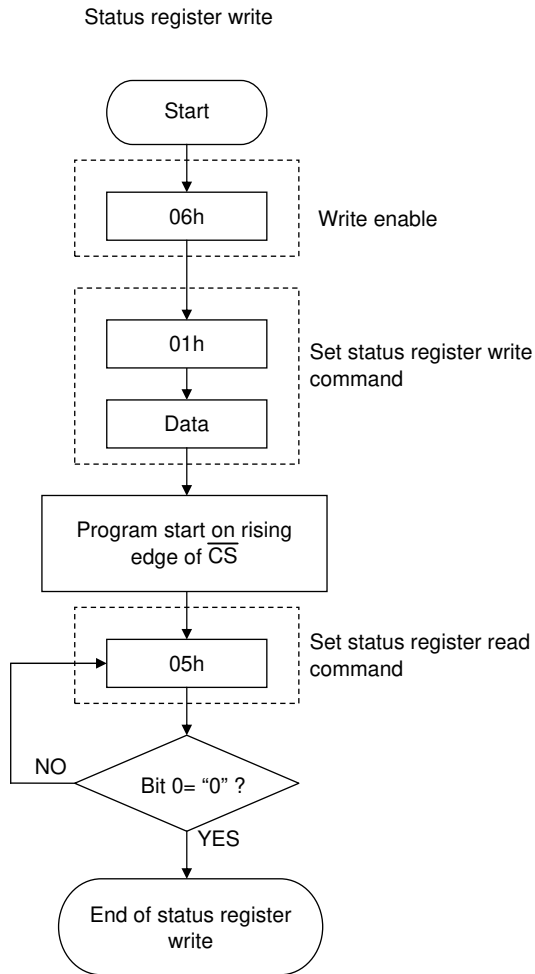 Status register write
Start
06h
Write enable
01h
Set status register write
command
Data
Program start on rising
edge of C̅S̅
05h
Set status register read
command
NO
Bit 0= “0” ?
YES
End of status register
write